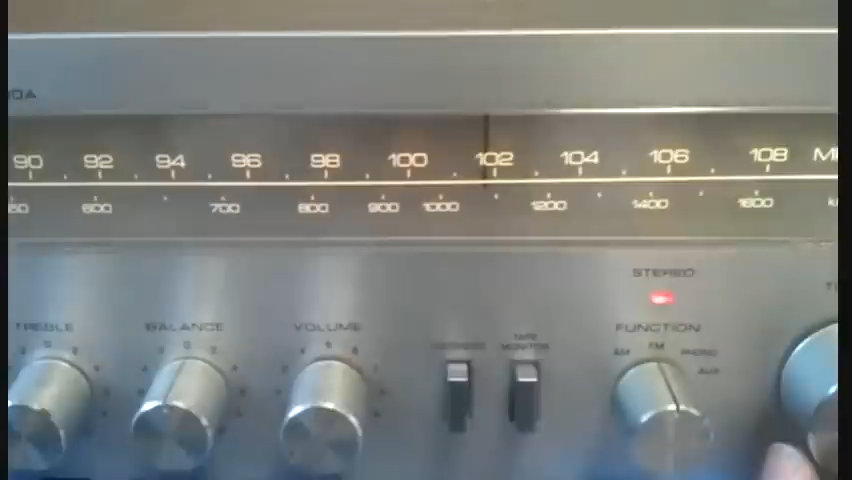 90 92 94 96 98 100 102 104 106 108
600 700 800 900 1000 1200 1400 1600
STEREO
TREBLE BALANCE VOLUME
TAPE
MONITOR
FUNCTION
AM FM PHONO
AUX